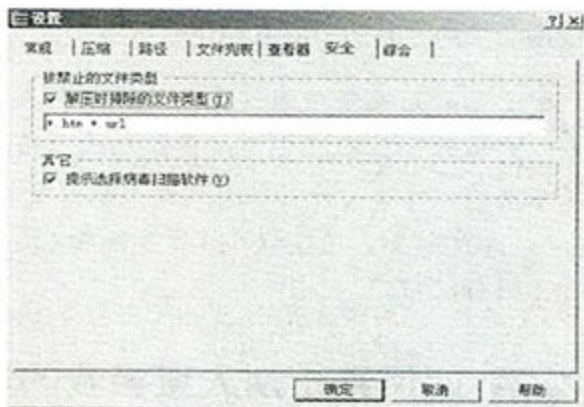 设置
常规 压缩 路径 文件列表 查看器 安全 综合
被禁止的文件类型
解压时排除的文件类型(T)
* htm * url
其它
提示选择病毒扫描软件(V)
确定 取消 帮助